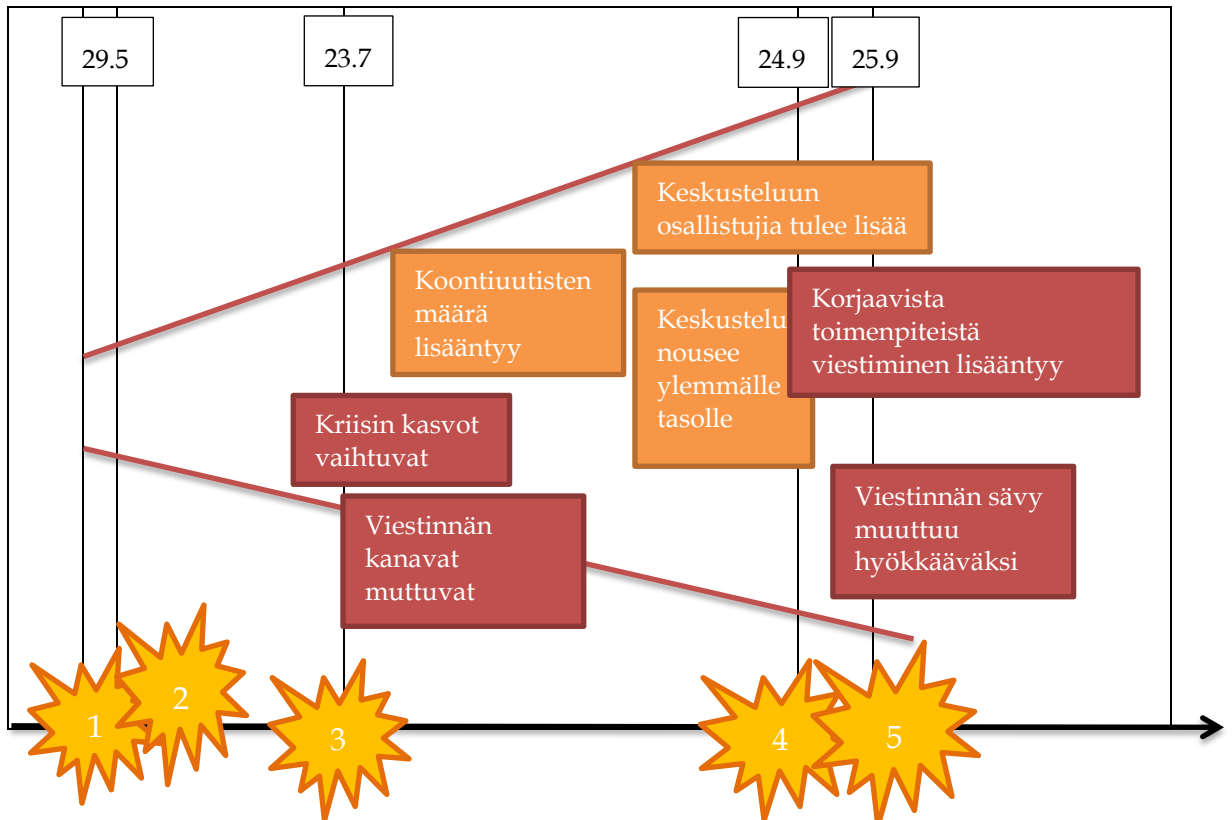 29.5
23.7
24.9
25.9
Keskusteluun
osallistujia tulee lisää
Koontiuutisten
määrä
lisääntyy
Keskustelu
nousee
ylemmälle
tasolle
Korjaavista
toimenpiteistä
viestiminen lisääntyy
Kriisin kasvot
vaihtuvat
Viestinnän
kanavat
muttuvat
Viestinnän sävy
muuttuu
hyökkääväksi
1
2
3
4
5